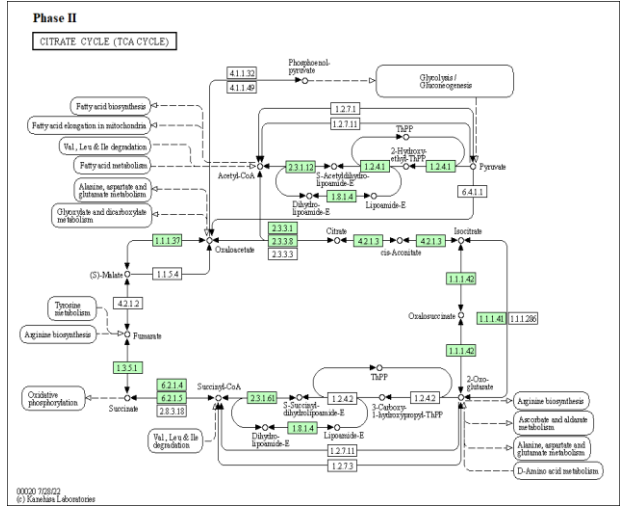 Phase II
CITRATE CYCLE (TCA CYCLE)
Phosphoenol-
pyruvate
4.1.1.32
4.1.1.49
Glycolysis /
Gluconeogenesis
Fatty acid biosynthesis
Fatty acid elongation in mitochondria
Val, Leu & Ile degradation
Fatty acid metabolism
Alanine, aspartate and
glutamate metabolism
Glyoxylate and dicarboxylate
metabolism
1.2.7.1
1.2.7.11
ThPP
2-Hydroxy-
ethyl-ThPP
Acetyl-CoA
2.3.1.12
S-Acetyldihydro-
lipoamide-E
1.2.4.1
1.2.4.1
Pyruvate
1.8.1.4
Dihydro-
lipoamide-E
Lipoamide-E
6.4.1.1
1.1.1.37
Oxaloacetate
2.3.3.1
2.3.3.8
2.3.3.3
Citrate
4.2.1.3
cis-Aconitate
4.2.1.3
Isocitrate
(S)-Malate
1.1.5.4
1.1.1.42
4.2.1.2
Tyrosine
metabolism
Arginine biosynthesis
Fumarate
Oxalosuccinate
1.1.1.41
1.1.1.286
1.1.1.42
1.3.5.1
Oxidative
phosphorylation
Succinate
6.2.1.4
6.2.1.5
2.8.3.18
Succinyl-CoA
2.3.1.61
S-Succinyl-
dihydrolipoamide-E
ThPP
1.2.4.2
3-Carboxy-
1-hydroxypropyl-ThPP
1.2.4.2
2-Oxo-
glutarate
Val, Leu & Ile
degradation
Dihydro-
lipoamide-E
1.8.1.4
Lipoamide-E
1.2.7.11
1.2.7.3
Arginine biosynthesis
Ascorbate and aldarate
metabolism
Alanine, aspartate and
glutamate metabolism
D-Amino acid metabolism
00020 7/28/22
(c) Kanehisa Laboratories